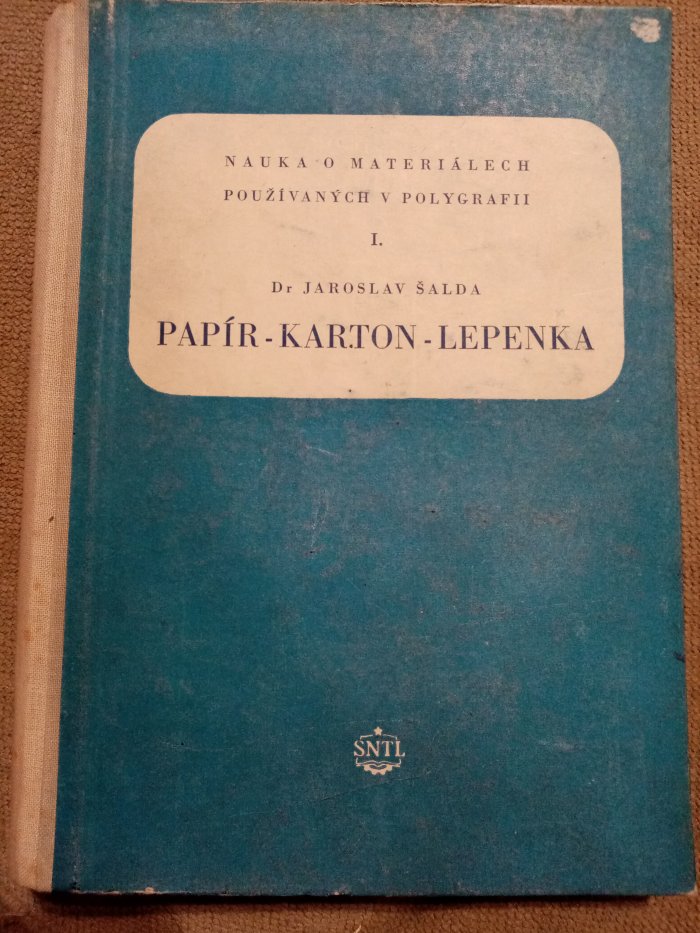 NAUKA O MATERIÁLECH
POUŽÍVANÝCH V POLYGRAFII
I.
Dr JAROSLAV ŠALDA
PAPÍR - KARTON - LEPENKA
SNTL